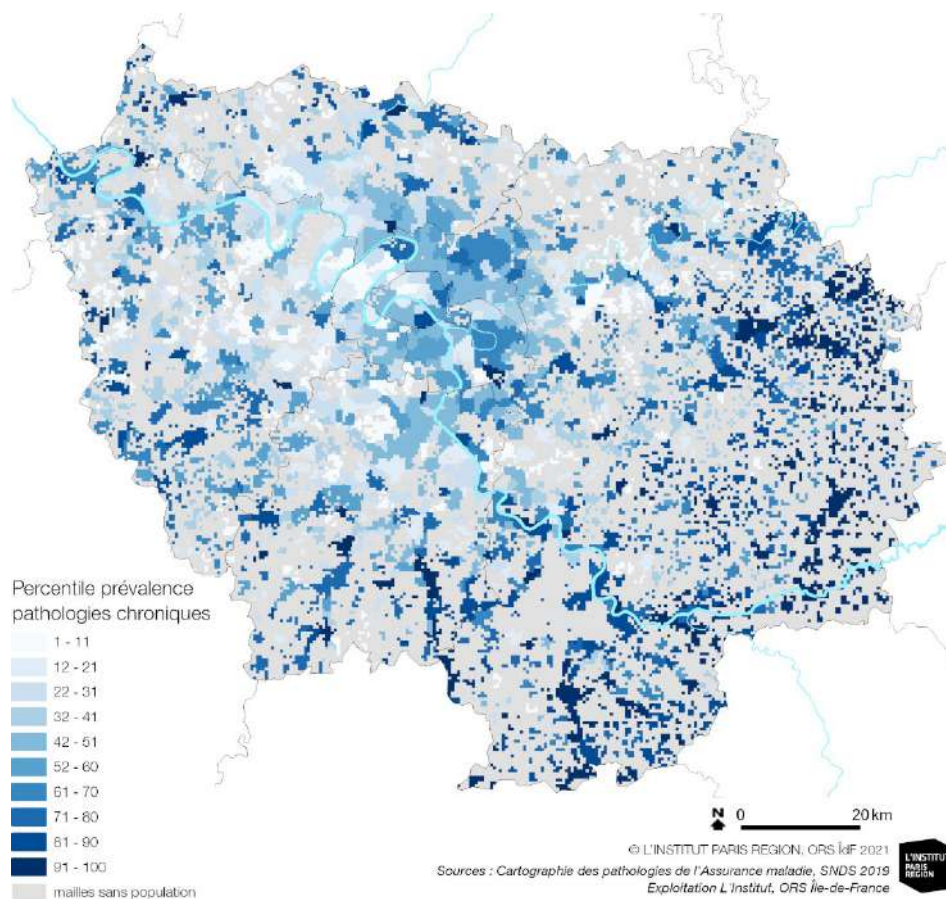 Percentile prévalence
pathologies chroniques
1 - 11
12 - 21
22 - 31
32 - 41
42 - 51
52 - 60
61 - 70
71 - 80
81 - 90
91 - 100
mailles sans population
N 0 20 km
© L'INSTITUT PARIS REGION, ORS ÎdF 2021
Sources : Cartographie des pathologies de l'Assurance maladie, SNDS 2019
Exploitation L'Institut, ORS Île-de-France
L'INSTITUT
PARIS
REGION